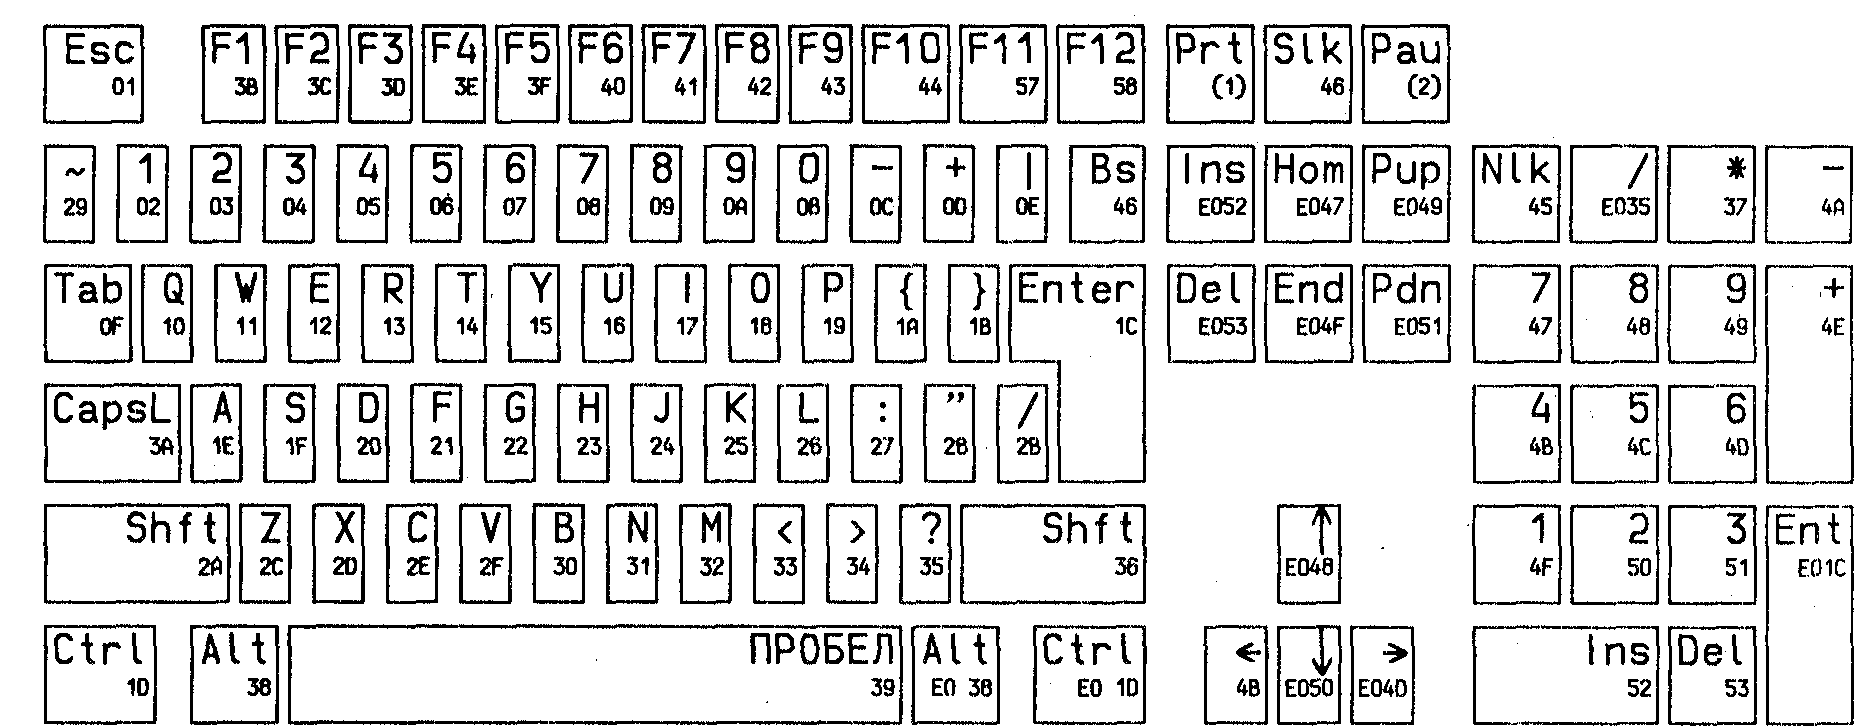 Esc F1 F2 F3 F4 F5 F6 F7 F8 F9 F10 F11 F12 Prt Slk Pau
01 3B 3C 3D 3E 3F 40 41 42 43 44 57 58 (1) 46 (2)
~ 1 2 3 4 5 6 7 8 9 0 - + | Bs Ins Hom Pup Nlk / * -
29 02 03 04 05 06 07 08 09 0A 0B 0C 0D 0E 46 E052 E047 E049 45 E035 37 4A
Tab Q W E R T Y U I O P { } Enter Del End Pdn 7 8 9 +
0F 10 11 12 13 14 15 16 17 18 19 1A 1B 1C E053 E04F E051 47 48 49 4E
CapsL A S D F G H J K L : " / 4 5 6
3A 1E 1F 20 21 22 23 24 25 26 27 28 2B 4B 4C 4D
Shft Z X C V B N M < > ? Shft ↑ 1 2 3 Ent
2A 2C 2D 2E 2F 30 31 32 33 34 35 36 E048 4F 50 51 E01C
Ctrl Alt ПРОБЕЛ Alt Ctrl ← ↓ → Ins Del
1D 38 39 E0 38 E0 1D 4B E050 E04D 52 53